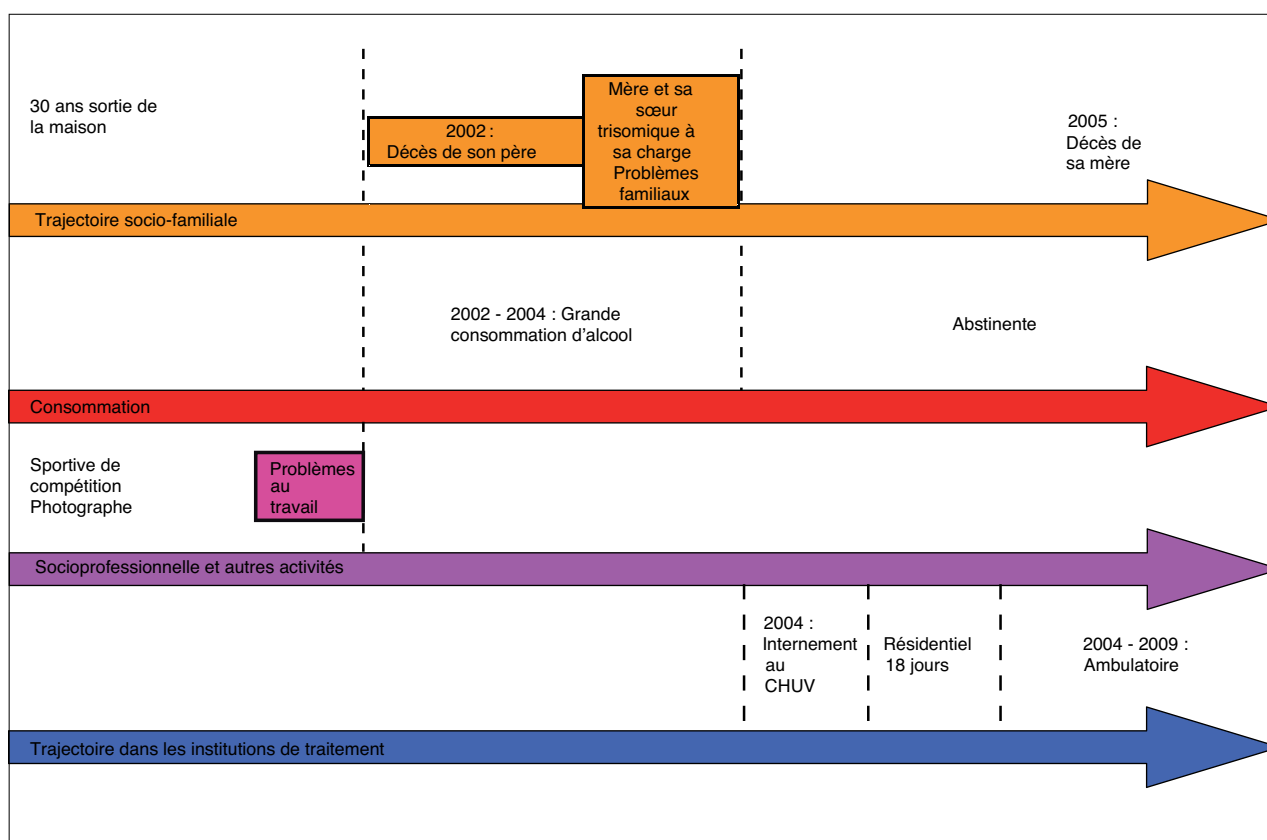 30 ans sortie de
la maison
2002 :
Décès de son père
Mère et sa
sœur
trisomique à
sa charge
Problèmes
familiaux
2005 :
Décès de
sa mère
Trajectoire socio-familiale
2002 - 2004 : Grande
consommation d'alcool
Abstinente
Consommation
Sportive de
compétition
Photographe
Problèmes
au
travail
Socioprofessionnelle et autres activités
2004 :
Internement
au
CHUV
Résidentiel
18 jours
2004 - 2009 :
Ambulatoire
Trajectoire dans les institutions de traitement